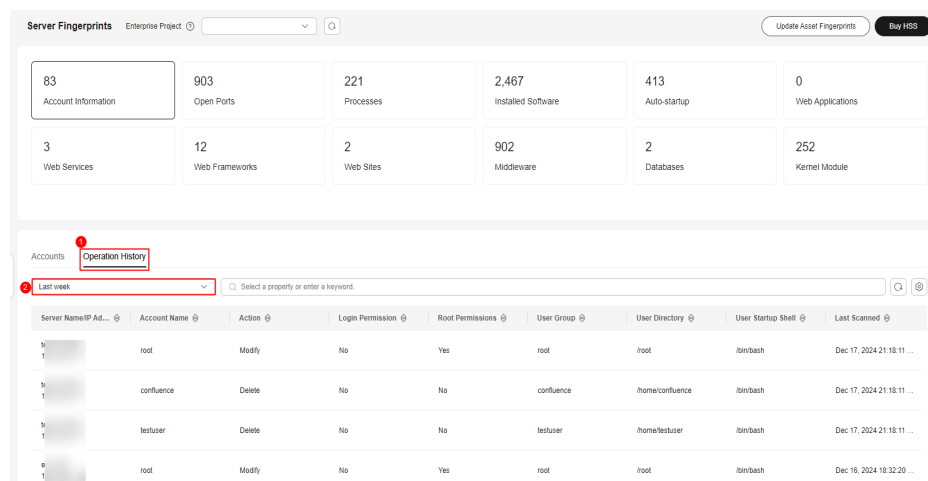 Server Fingerprints Enterprise Project ?
Update Asset Fingerprints Buy HSS
83 903 221 2,467 413 0
Account Information Open Ports Processes Installed Software Auto-startup Web Applications
3 12 2 902 2 252
Web Services Web Frameworks Web Sites Middleware Databases Kernel Module
1
Accounts Operation History
2 Last week Select a property or enter a keyword.
Server Name/IP Ad... Account Name Action Login Permission Root Permissions User Group User Directory User Startup Shell Last Scanned
root Modify No Yes root /root /bin/bash Dec 17, 2024 21:18:11 ...
confluence Delete No No confluence /home/confluence /bin/bash Dec 17, 2024 21:18:11 ...
testuser Delete No No testuser /home/testuser /bin/bash Dec 17, 2024 21:18:11 ...
root Modify No Yes root /root /bin/bash Dec 16, 2024 18:32:20 ...